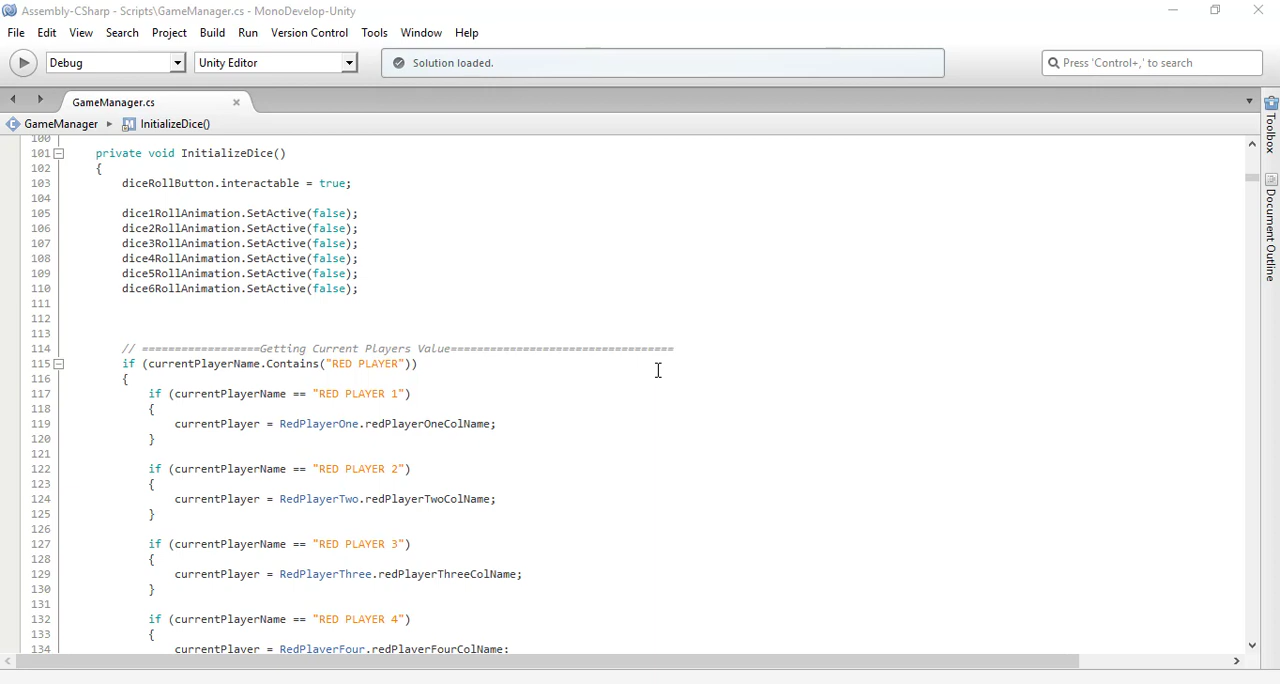 Assembly-CSharp - Scripts\GameManager.cs - MonoDevelop-Unity
File Edit View Search Project Build Run Version Control Tools Window Help
Debug Unity Editor Solution loaded. Press 'Control+,' to search
GameManager.cs
GameManager InitializeDice()
Toolbox
Document Outline
100
101 private void InitializeDice()
102 {
103 diceRollButton.interactable = true;
104
105 dice1RollAnimation.SetActive(false);
106 dice2RollAnimation.SetActive(false);
107 dice3RollAnimation.SetActive(false);
108 dice4RollAnimation.SetActive(false);
109 dice5RollAnimation.SetActive(false);
110 dice6RollAnimation.SetActive(false);
111
112
113
114 // ==================Getting Current Players Value==================================
115 if (currentPlayerName.Contains("RED PLAYER"))
116 {
117 if (currentPlayerName == "RED PLAYER 1")
118 {
119 currentPlayer = RedPlayerOne.redPlayerOneColName;
120 }
121
122 if (currentPlayerName == "RED PLAYER 2")
123 {
124 currentPlayer = RedPlayerTwo.redPlayerTwoColName;
125 }
126
127 if (currentPlayerName == "RED PLAYER 3")
128 {
129 currentPlayer = RedPlayerThree.redPlayerThreeColName;
130 }
131
132 if (currentPlayerName == "RED PLAYER 4")
133 {
134 currentPlayer = RedPlayerFour.redPlayerFourColName;